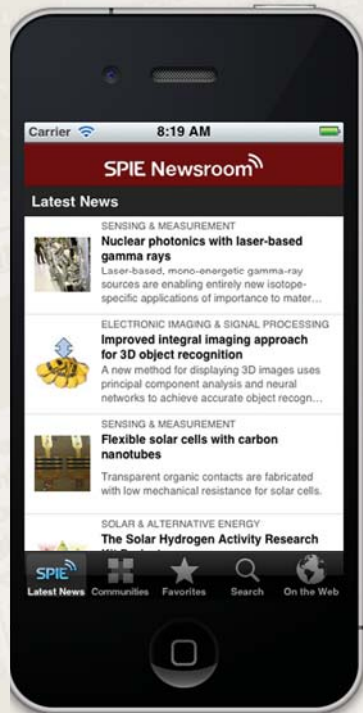 Carrier 8:19 AM
SPIE Newsroom
Latest News
SENSING & MEASUREMENT
Nuclear photonics with laser-based
gamma rays
Laser-based, mono-energetic gamma-ray
sources are enabling entirely new isotope-
specific applications of importance to mater...
ELECTRONIC IMAGING & SIGNAL PROCESSING
Improved integral imaging approach
for 3D object recognition
A new method for displaying 3D images uses
principal component analysis and neural
networks to achieve accurate object recogn...
SENSING & MEASUREMENT
Flexible solar cells with carbon
nanotubes
Transparent organic contacts are fabricated
with low mechanical resistance for solar cells.
SOLAR & ALTERNATIVE ENERGY
The Solar Hydrogen Activity Research
SPIE
Latest News Communities Favorites Search On the Web